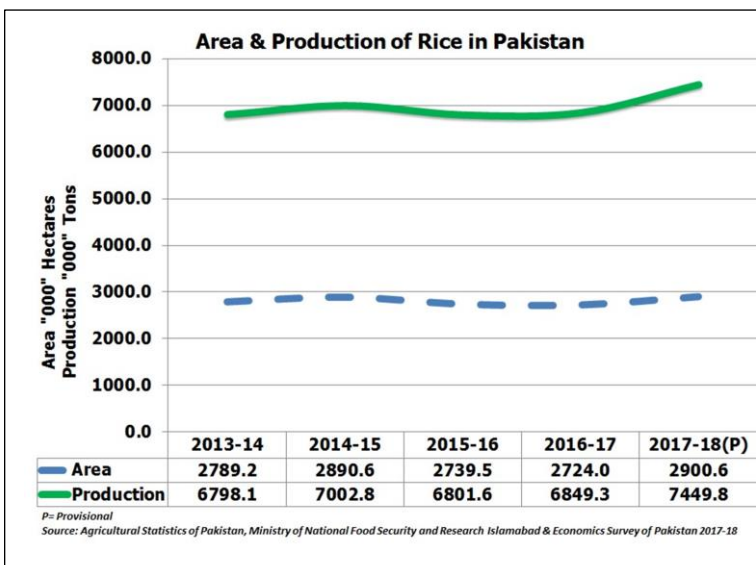 Area & Production of Rice in Pakistan
8000.0
7000.0
6000.0
5000.0
4000.0
3000.0
2000.0
1000.0
0.0
Area "000" Hectares
Production "000" Tons
2013-14 2014-15 2015-16 2016-17 2017-18(P)
Area 2789.2 2890.6 2739.5 2724.0 2900.6
Production 6798.1 7002.8 6801.6 6849.3 7449.8
P= Provisional
Source: Agricultural Statistics of Pakistan, Ministry of National Food Security and Research Islamabad & Economics Survey of Pakistan 2017-18